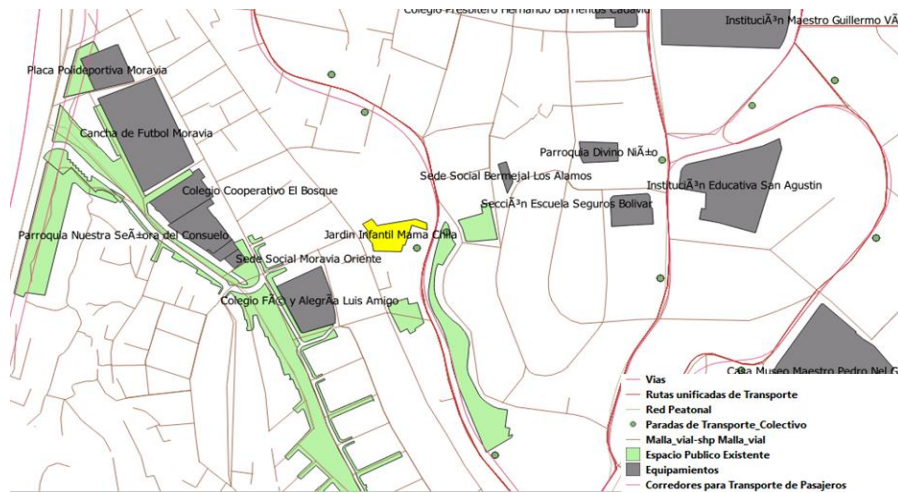 Colegio Presbitero Hernando Barrientos Cadavid
InstituciÃ³n Maestro Guillermo VÃ
Placa Polideportiva Moravia
Cancha de Futbol Moravia
Parroquia Divino NiÃ±o
Colegio Cooperativo El Bosque
Sede Social Bermejal Los Alamos
InstituciÃ³n Educativa San Agustin
SecciÃ³n Escuela Seguros Bolivar
Parroquia Nuestra SeÃ±ora del Consuelo
Jardin Infantil Mama Chila
Sede Social Moravia Oriente
Colegio FÃ© y AlegrÃ­a Luis Amigo
Casa Museo Maestro Pedro Nel G
Vias
Rutas unificadas de Transporte
Red Peatonal
Paradas de Transporte_Colectivo
Malla_vial-shp Malla_vial
Espacio Publico Existente
Equipamientos
Corredores para Transporte de Pasajeros